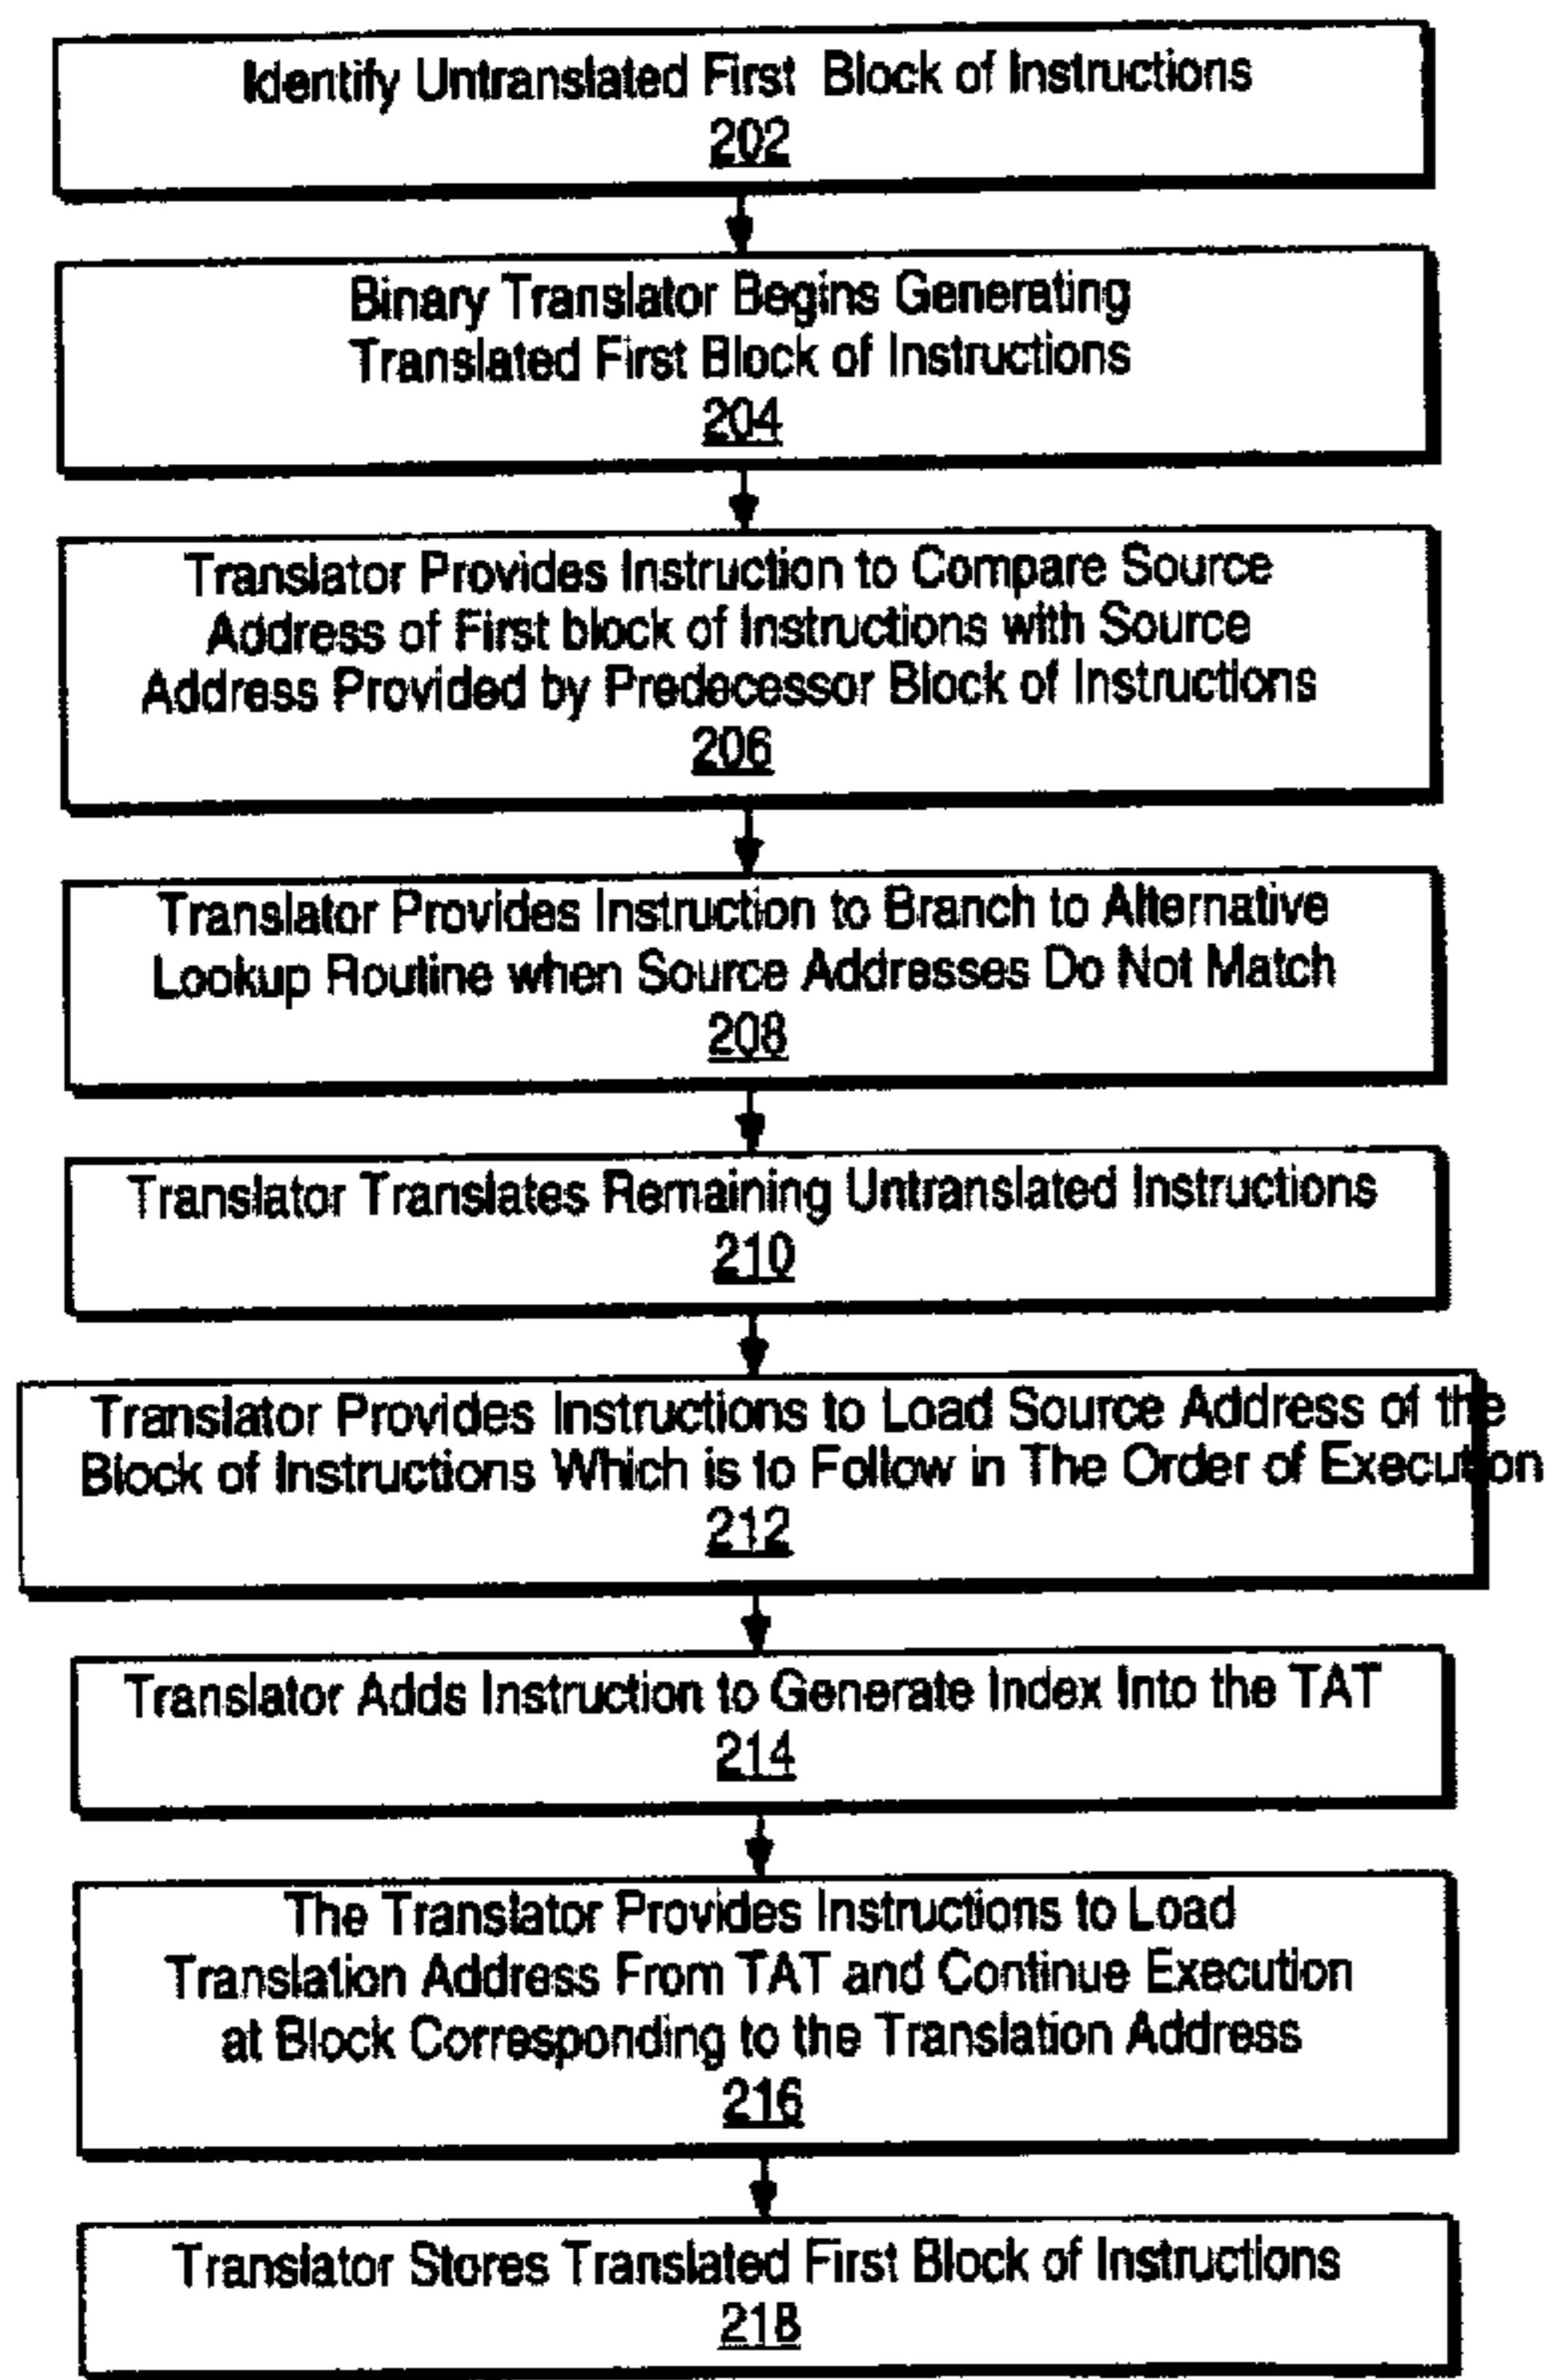 Identify Untranslated First Block of Instructions
202
Binary Translator Begins Generating
Translated First Block of Instructions
204
Translator Provides Instruction to Compare Source
Address of First block of Instructions with Source
Address Provided by Predecessor Block of Instructions
206
Translator Provides Instruction to Branch to Alternative
Lookup Routine when Source Addresses Do Not Match
208
Translator Translates Remaining Untranslated Instructions
210
Translator Provides Instructions to Load Source Address of the
Block of Instructions Which is to Follow in The Order of Execution
212
Translator Adds Instruction to Generate Index Into the TAT
214
The Translator Provides Instructions to Load
Translation Address From TAT and Continue Execution
at Block Corresponding to the Translation Address
216
Translator Stores Translated First Block of Instructions
218